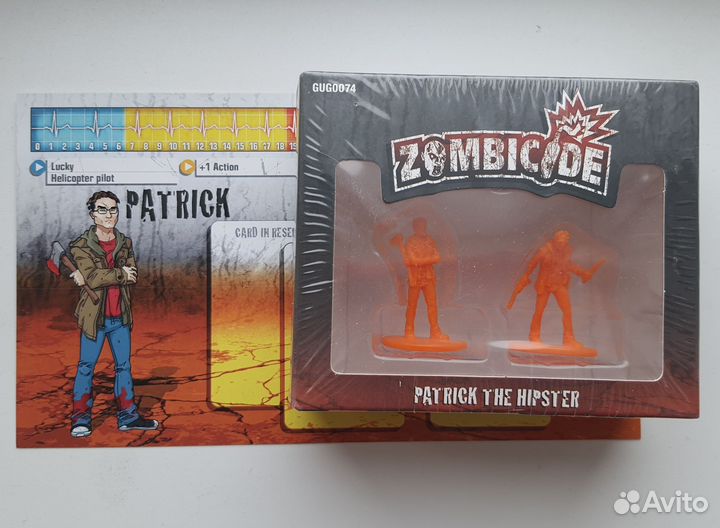 GUG0074
ZOMBICIDE
0 1 2 3 4 5 6 7 8 9 10 11 12 13 14 15 16 17 18 19
Lucky
Helicopter pilot
+1 Action
PATRICK
CARD IN RESE
PATRICK THE HIPSTER
Avito